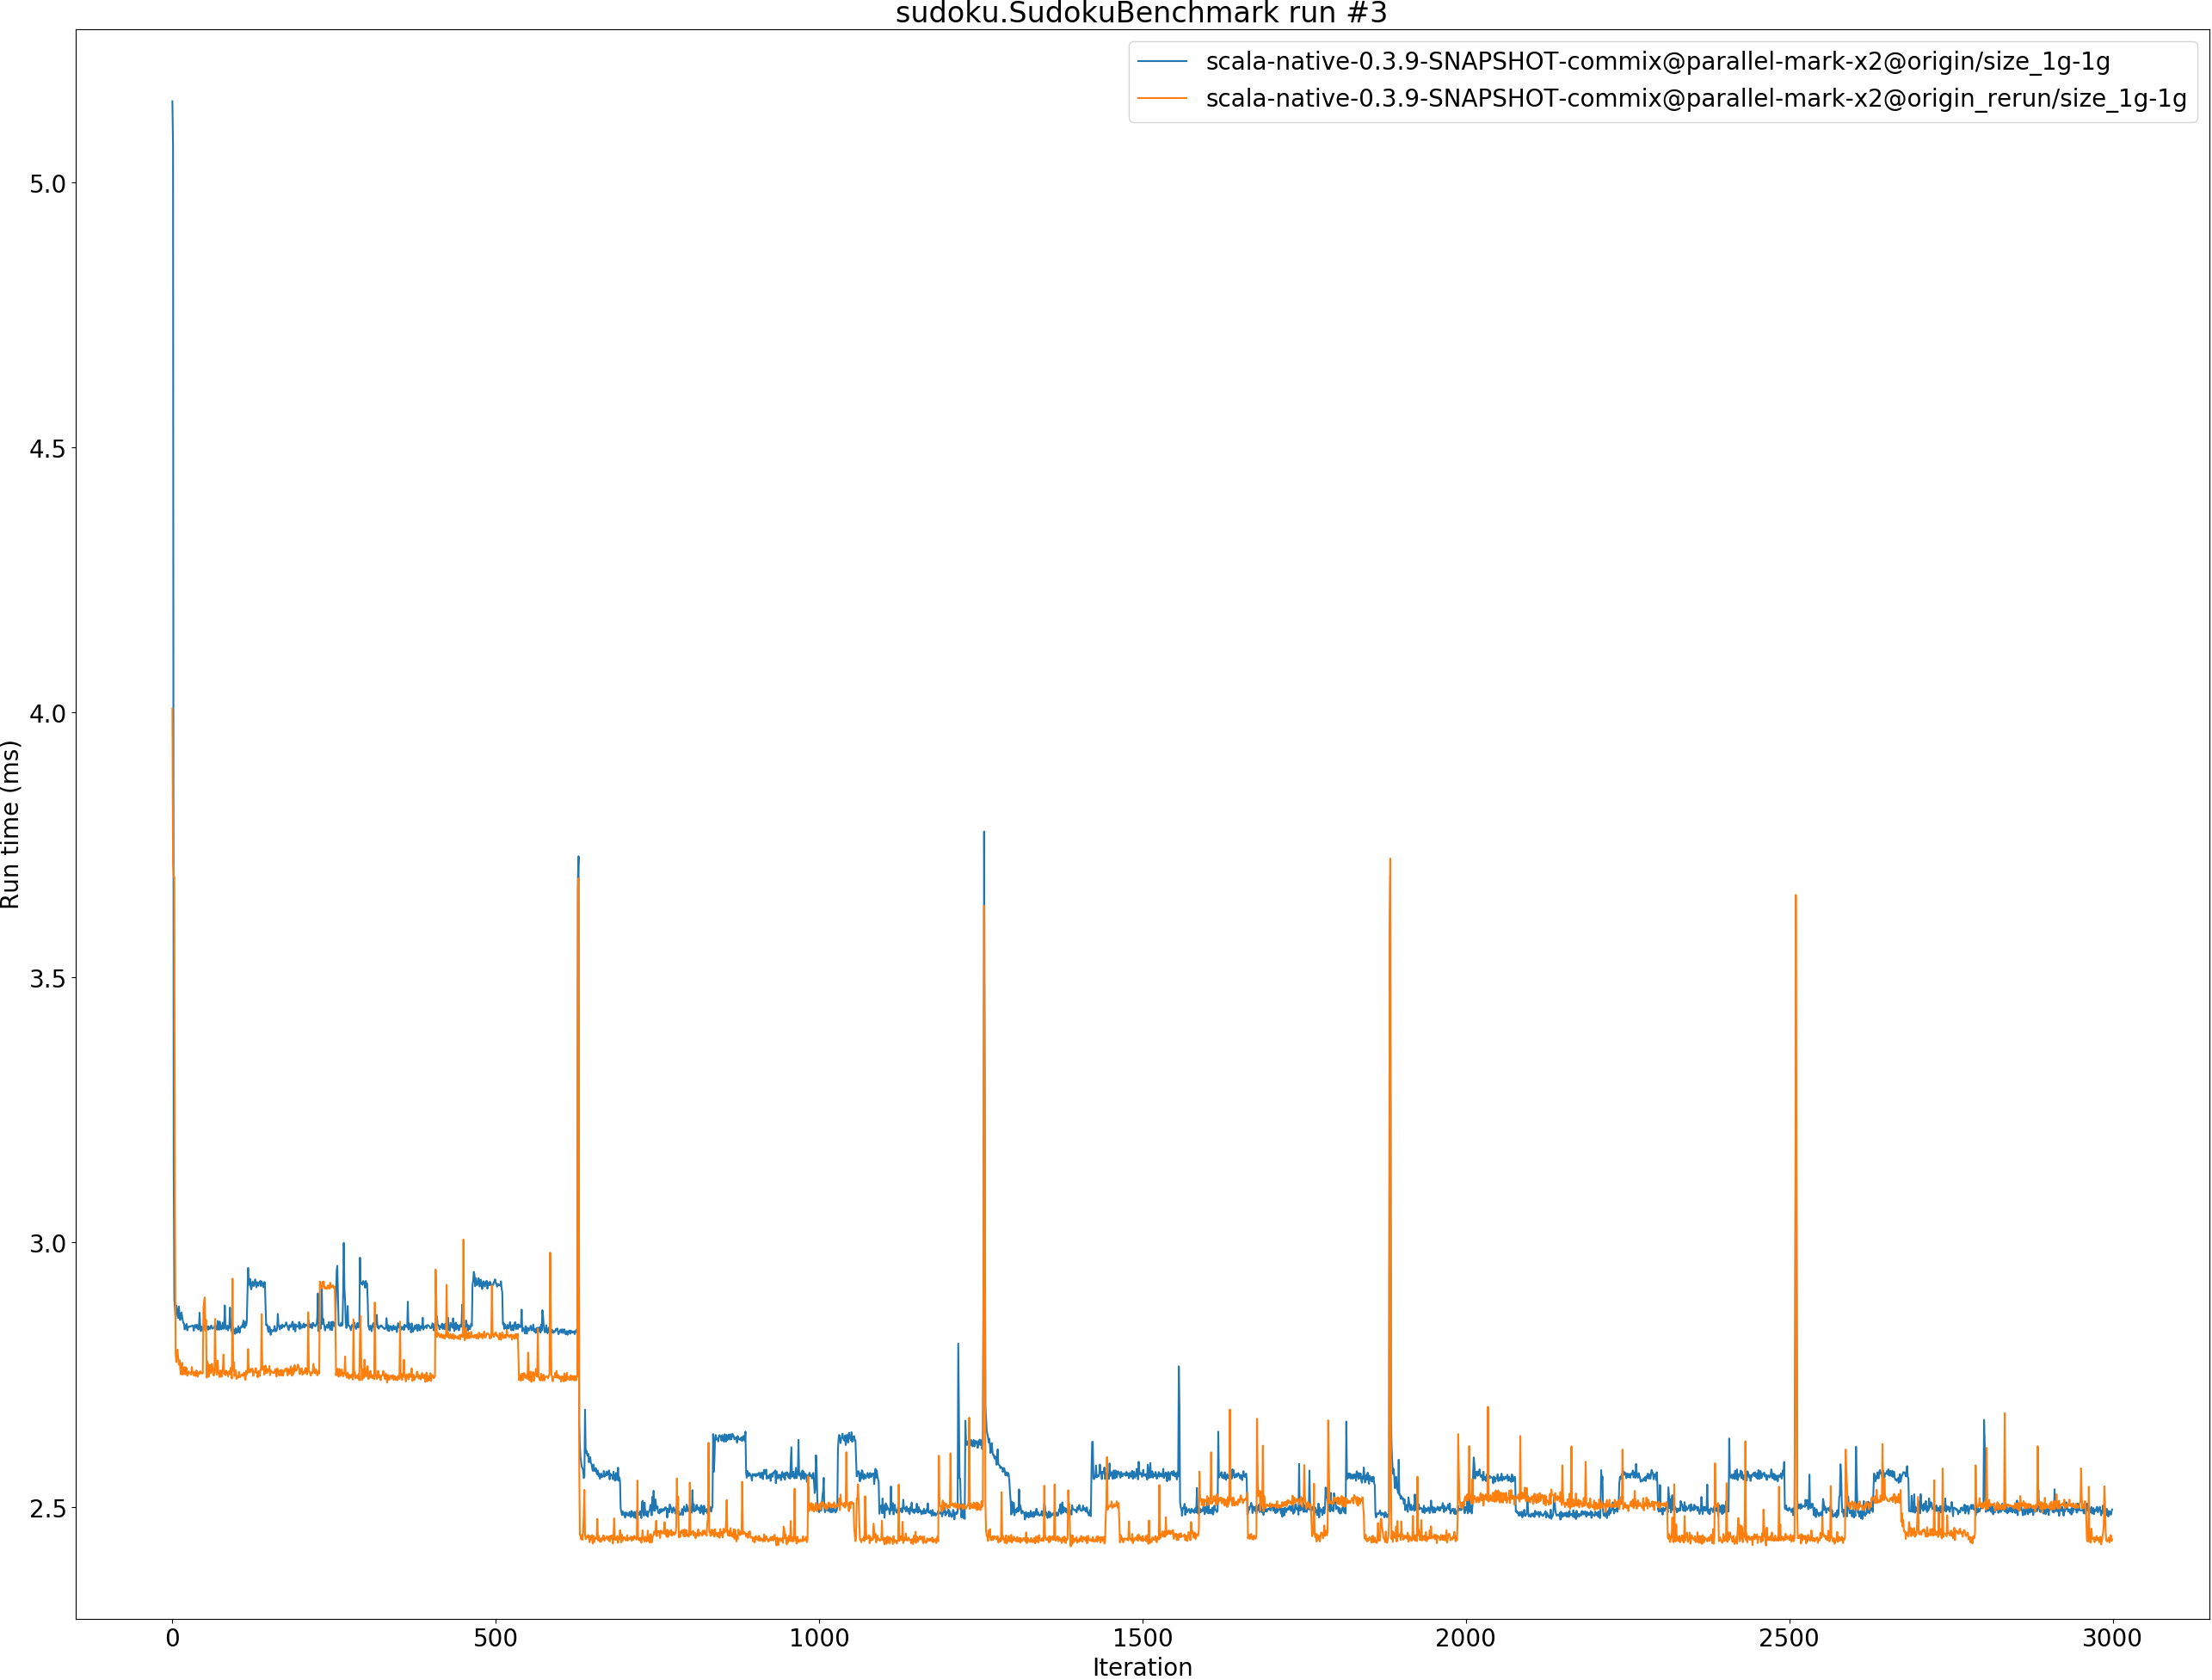 sudoku.SudokuBenchmark run #3
scala-native-0.3.9-SNAPSHOT-commix@parallel-mark-x2@origin/size_1g-1g
scala-native-0.3.9-SNAPSHOT-commix@parallel-mark-x2@origin_rerun/size_1g-1g
Run time (ms)
5.0
4.5
4.0
3.5
3.0
2.5
0 500 1000 1500 2000 2500 3000
Iteration